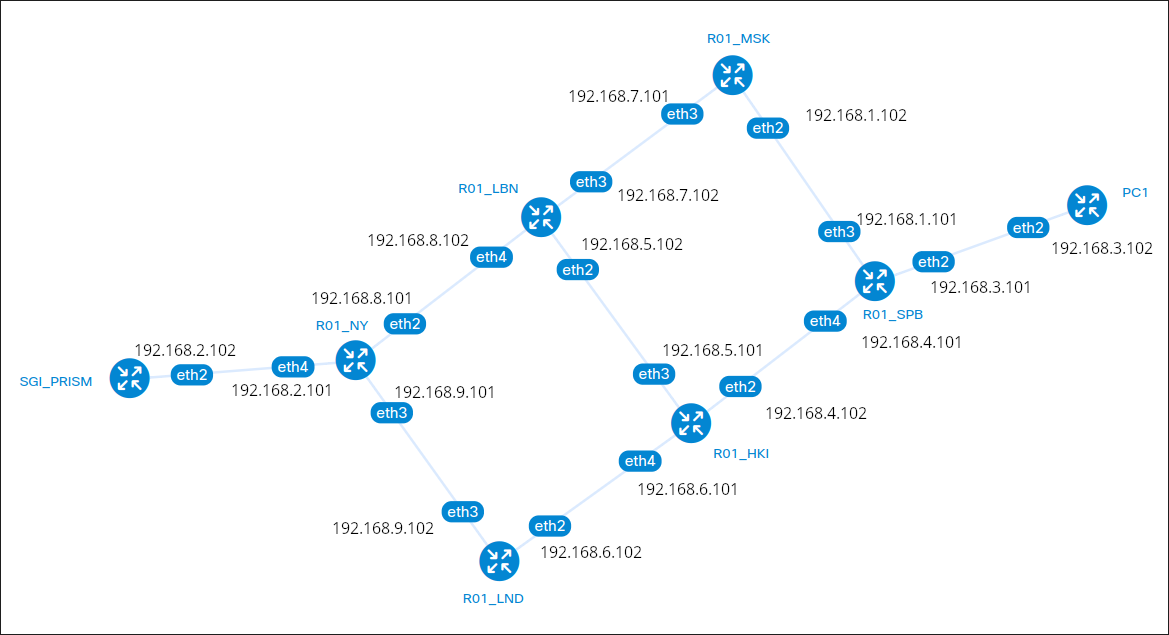 R01_MSK
192.168.7.101
eth3
192.168.1.102
eth2
eth3
R01_LBN
192.168.7.102
PC1
192.168.1.101
eth2
192.168.3.102
eth3
192.168.8.102
eth4
192.168.5.102
eth2
eth2
192.168.3.101
192.168.8.101
R01_NY
eth2
R01_SPB
eth4
192.168.4.101
192.168.2.102
SGI_PRISM
eth2
eth4
192.168.2.101
192.168.5.101
eth3
eth2
192.168.9.101
eth3
192.168.4.102
R01_HKI
eth4
192.168.6.101
eth3
192.168.9.102
eth2
192.168.6.102
R01_LND